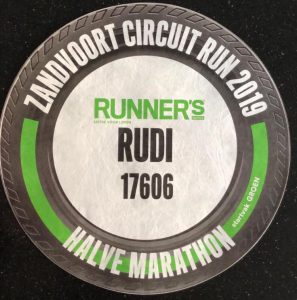 ZANDVOORT CIRCUIT RUN 2019
RUNNER'S
RUDI
17606
startvak GROEN
HALVE MARATHON